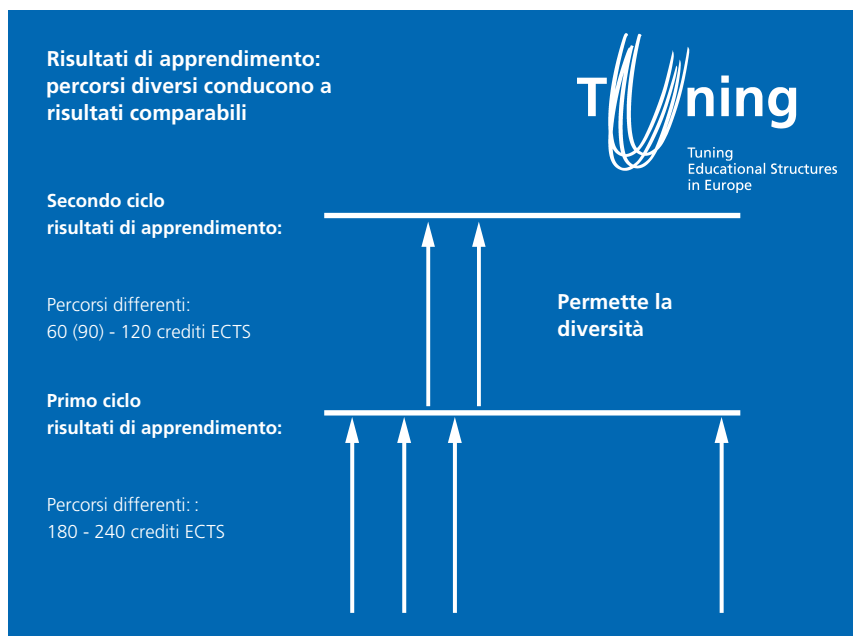 Risultati di apprendimento:
percorsi diversi conducono a
risultati comparabili
Tuning
Tuning
Educational Structures
in Europe
Secondo ciclo
risultati di apprendimento:
Percorsi differenti:
60 (90) - 120 crediti ECTS
Permette la
diversità
Primo ciclo
risultati di apprendimento:
Percorsi differenti: :
180 - 240 crediti ECTS